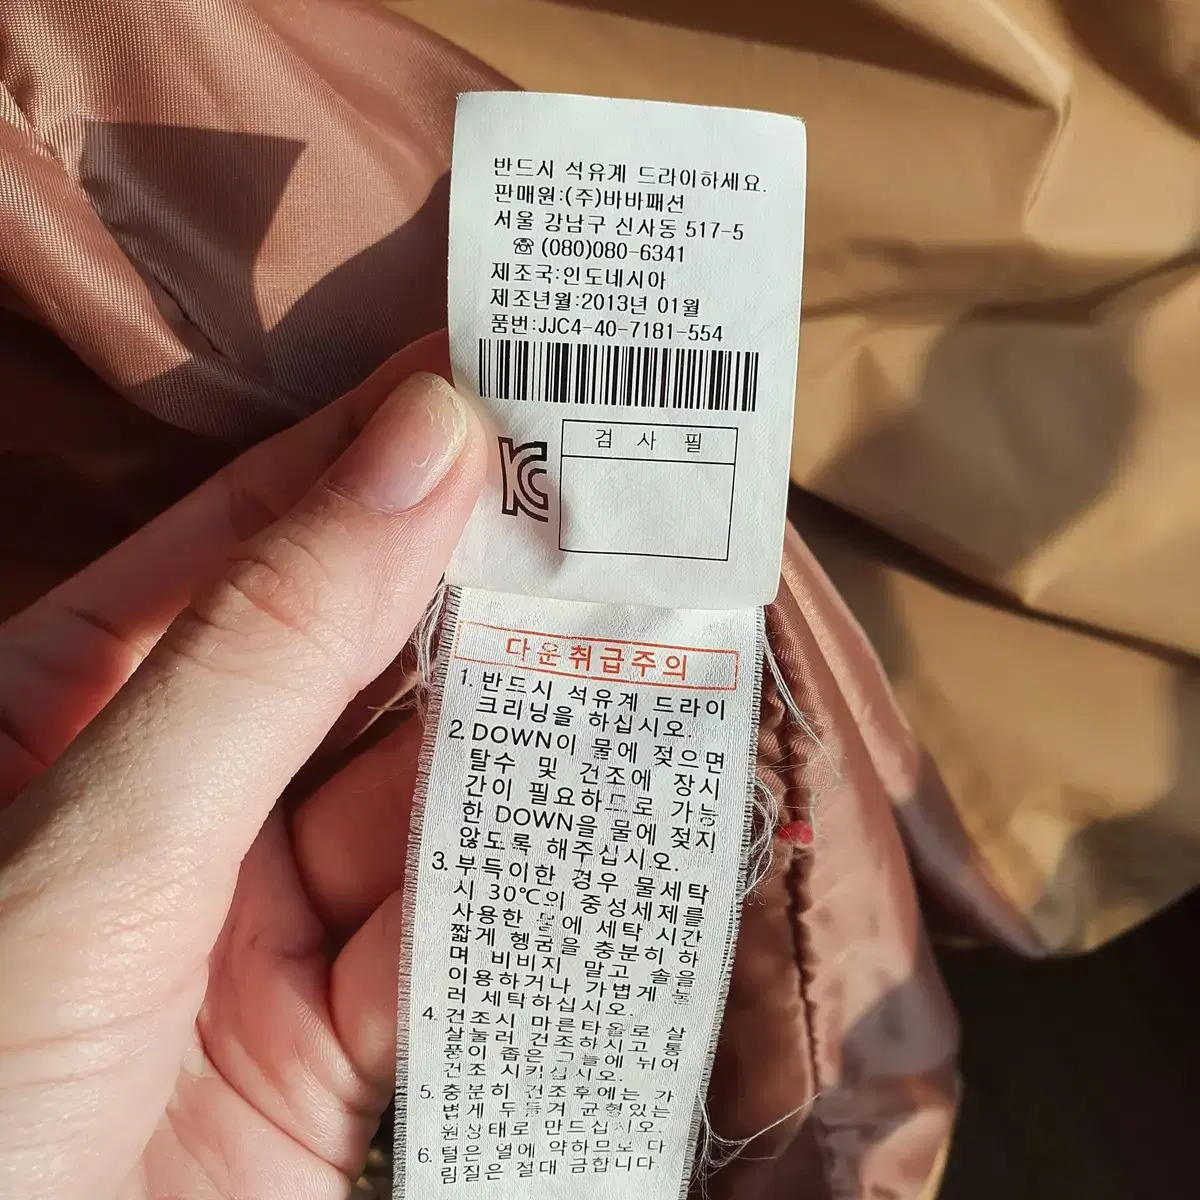 반드시 석유계 드라이하세요.
판매원:(주)바바패션
서울 강남구 신사동 517-5
☏ (080)080-6341
제조국:인도네시아
제조년월:2013년 01월
품번:JJC4-40-7181-554
검 사 필
다운취급주의
1. 반드시 석유계 드라이
크리닝을 하십시오.
2. DOWN이 물에 젖으면
탈수 및 건조에 장시
간이 필요하므로 가능
한 DOWN을 물에 젖지
않도록 해주십시오.
3. 부득이한 경우 물세탁
시 30℃의 중성세제를
사용한 물에 세탁 시간
짧게 헹굼을 충분히 하
며 비비지 말고 솔을
이용하거나 가볍게 눌
러 세탁하십시오.
4. 건조시 마른타올로 살
살눌러 건조하시고 통
풍이 좁은 그늘에 뉘어
건조 시키십시오.
5. 충분히 건조후에는 가
볍게 두들겨 균형있는
원상태로 만드십시오.
6. 털은 열에 약하므로 다
림질은 절대 금합니다